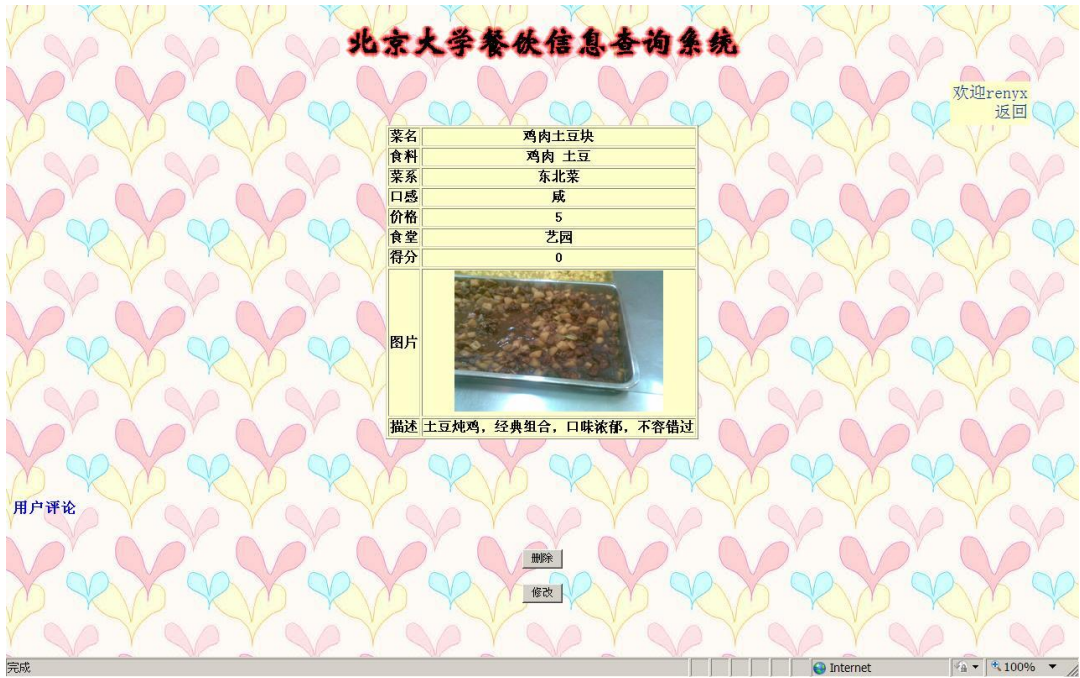 北京大学餐饮信息查询系统
欢迎renyx
返回
菜名 鸡肉土豆块
食料 鸡肉 土豆
菜系 东北菜
口感 咸
价格 5
食堂 艺园
得分 0
图片
描述 土豆炖鸡，经典组合，口味浓郁，不容错过
用户评论
删除
修改
完成 Internet 100%